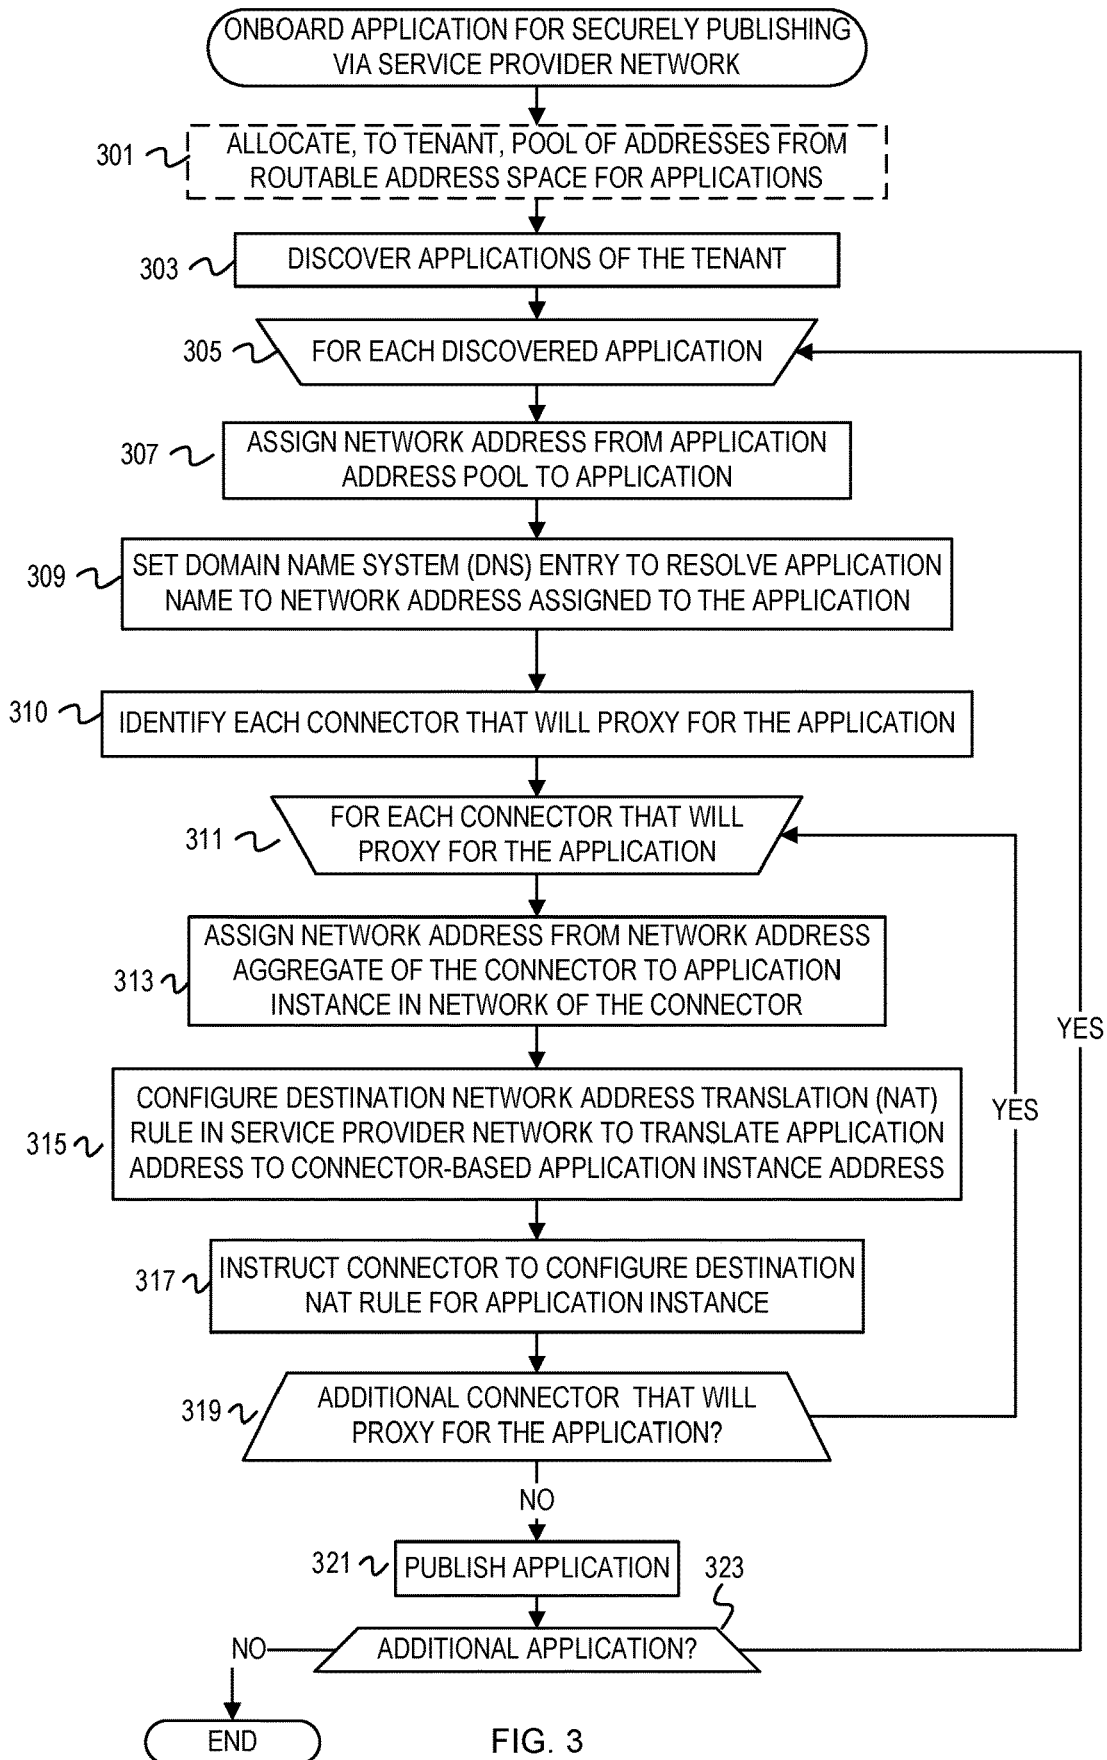 ONBOARD APPLICATION FOR SECURELY PUBLISHING
VIA SERVICE PROVIDER NETWORK
301
ALLOCATE, TO TENANT, POOL OF ADDRESSES FROM
ROUTABLE ADDRESS SPACE FOR APPLICATIONS
303
DISCOVER APPLICATIONS OF THE TENANT
305
FOR EACH DISCOVERED APPLICATION
307
ASSIGN NETWORK ADDRESS FROM APPLICATION
ADDRESS POOL TO APPLICATION
309
SET DOMAIN NAME SYSTEM (DNS) ENTRY TO RESOLVE APPLICATION
NAME TO NETWORK ADDRESS ASSIGNED TO THE APPLICATION
310
IDENTIFY EACH CONNECTOR THAT WILL PROXY FOR THE APPLICATION
311
FOR EACH CONNECTOR THAT WILL
PROXY FOR THE APPLICATION
313
ASSIGN NETWORK ADDRESS FROM NETWORK ADDRESS
AGGREGATE OF THE CONNECTOR TO APPLICATION
INSTANCE IN NETWORK OF THE CONNECTOR
YES
315
CONFIGURE DESTINATION NETWORK ADDRESS TRANSLATION (NAT)
RULE IN SERVICE PROVIDER NETWORK TO TRANSLATE APPLICATION
ADDRESS TO CONNECTOR-BASED APPLICATION INSTANCE ADDRESS
YES
317
INSTRUCT CONNECTOR TO CONFIGURE DESTINATION
NAT RULE FOR APPLICATION INSTANCE
319
ADDITIONAL CONNECTOR THAT WILL
PROXY FOR THE APPLICATION?
NO
321
PUBLISH APPLICATION
323
ADDITIONAL APPLICATION?
NO
END
FIG. 3